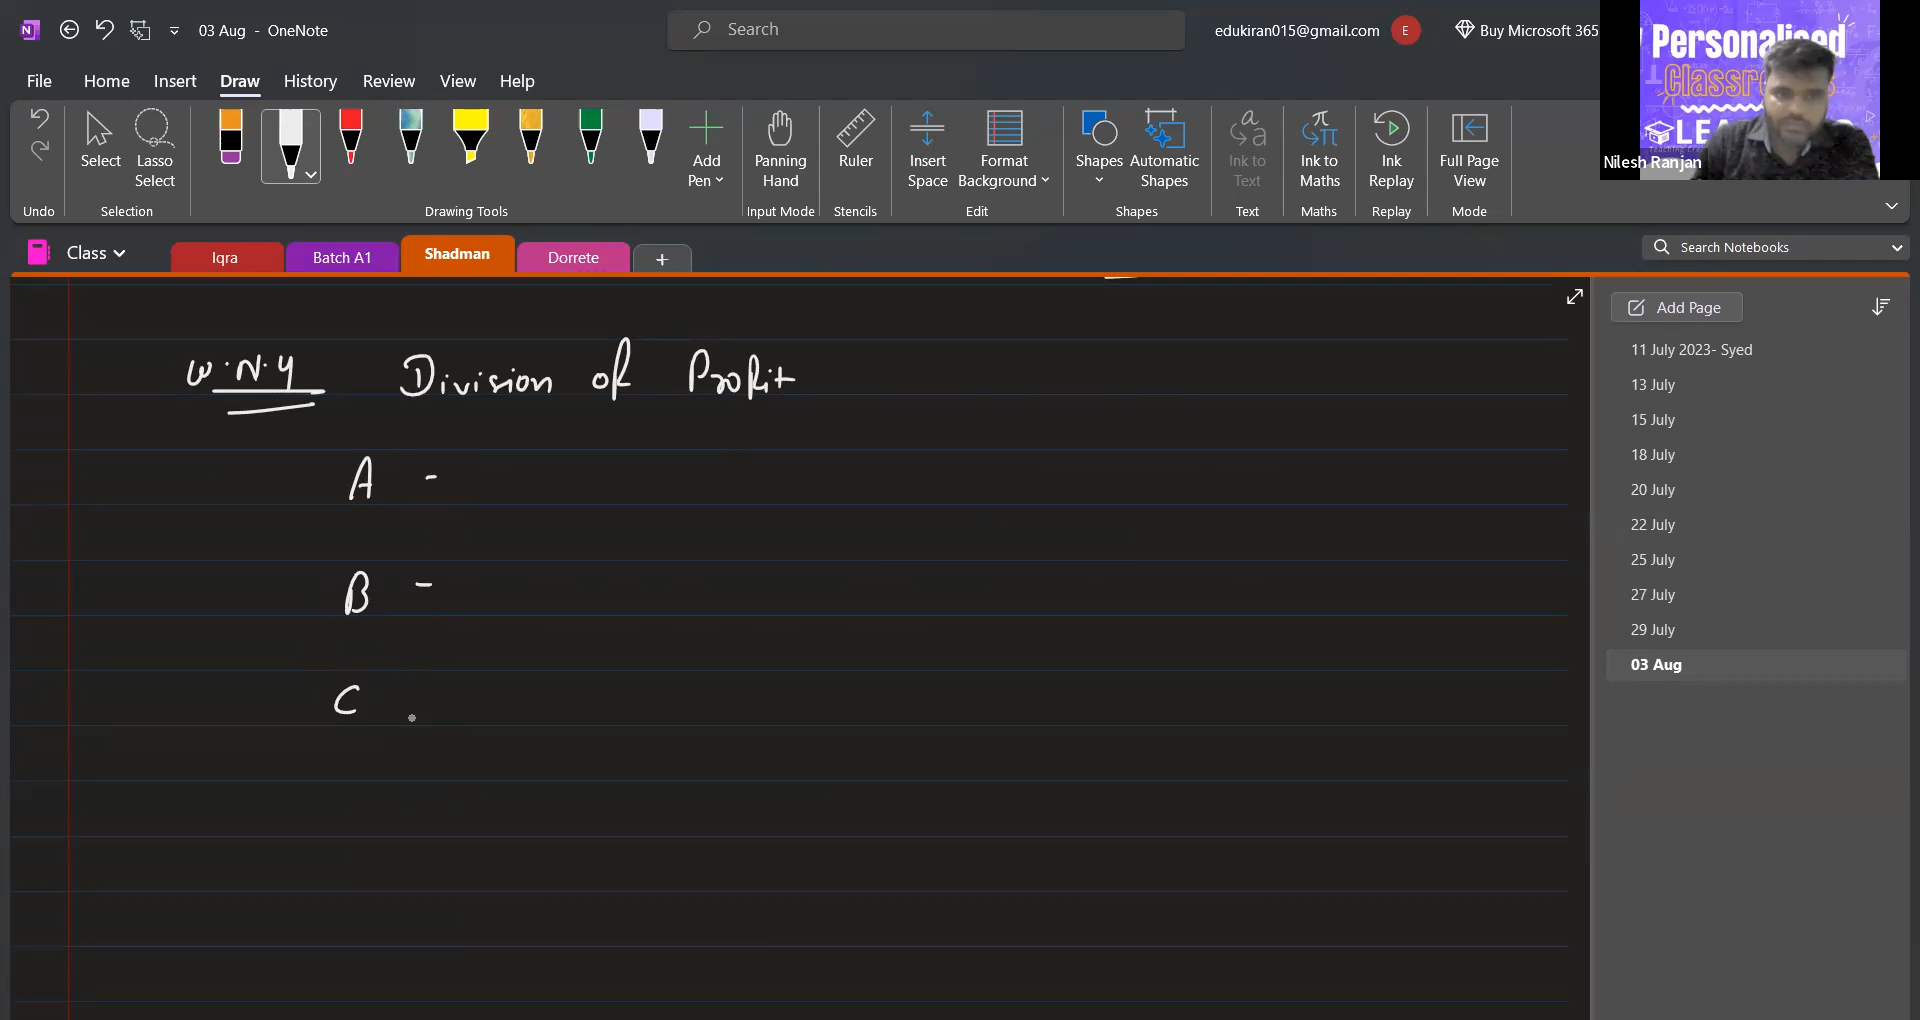 N
03 Aug - OneNote
Search
edukiran015@gmail.com
E
Buy Microsoft 365
File Home Insert Draw History Review View Help
Select
Lasso Select
Add Pen
Panning Hand
Ruler
Insert Space
Format Background
Shapes
Automatic Shapes
Ink to Text
Ink to Maths
Ink Replay
Full Page View
Undo
Selection
Drawing Tools
Input Mode
Stencils
Edit
Shapes
Text
Maths
Replay
Mode
Personalised
Nilesh Ranjan
Class
Iqra
Batch A1
Shadman
Dorrete
+
Search Notebooks
W.N.4 Division of Profit
A -
B -
C
Add Page
11 July 2023- Syed
13 July
15 July
18 July
20 July
22 July
25 July
27 July
29 July
03 Aug